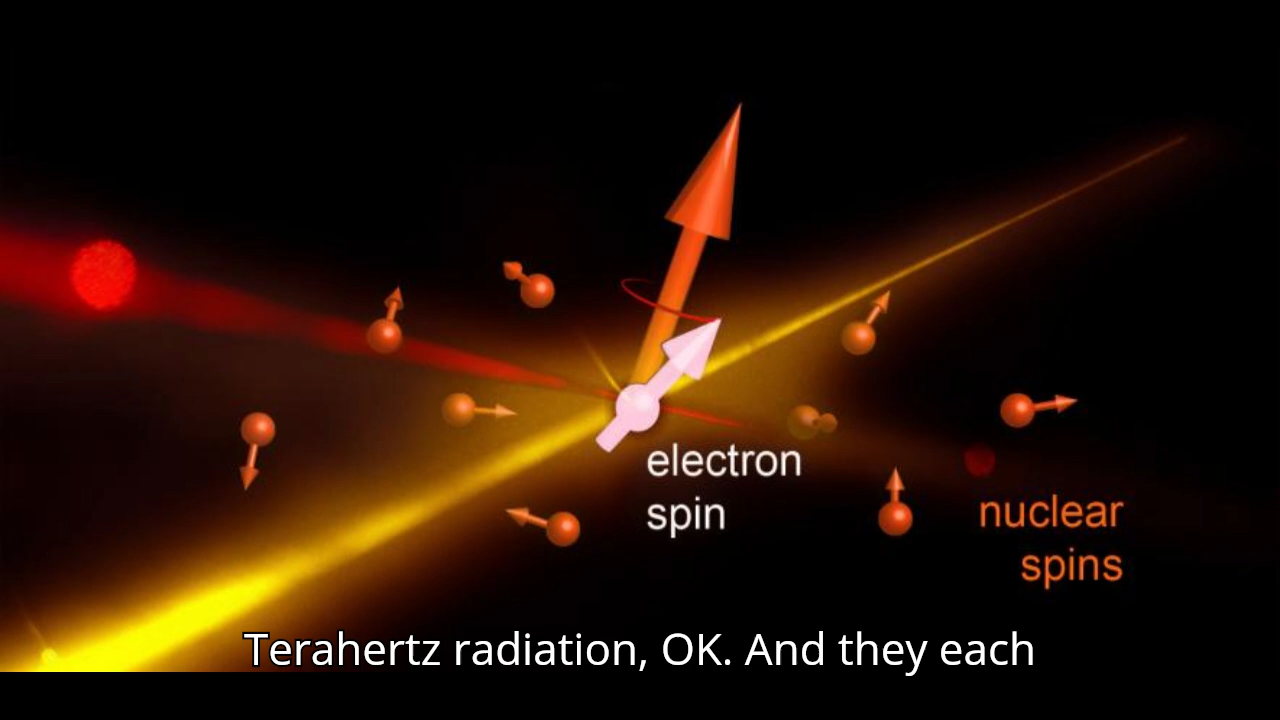 electron
spin
nuclear
spins
Terahertz radiation, OK. And they each